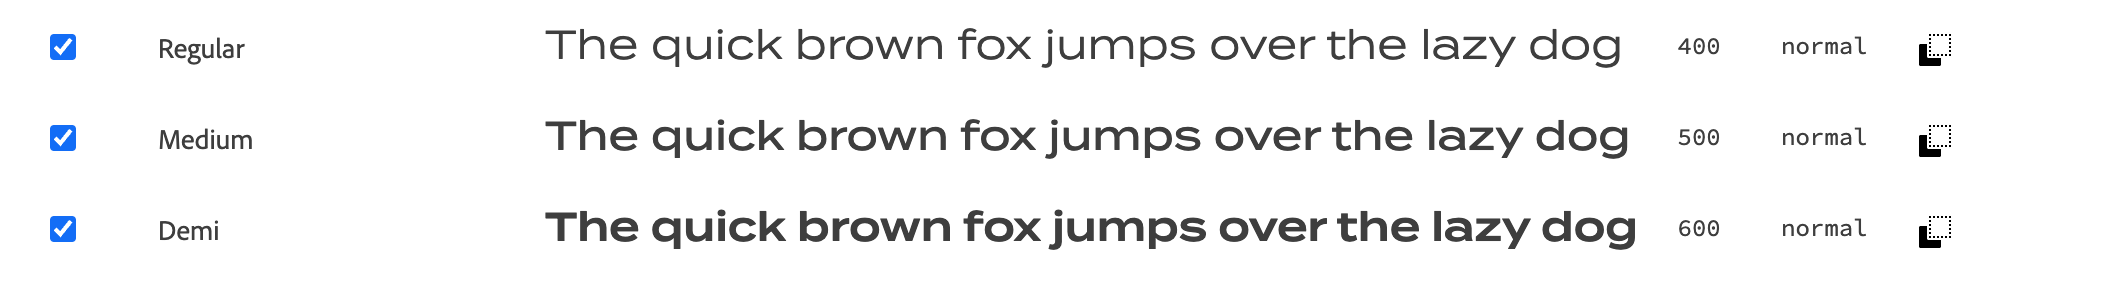 Regular The quick brown fox jumps over the lazy dog 400 normal
Medium The quick brown fox jumps over the lazy dog 500 normal
Demi The quick brown fox jumps over the lazy dog 600 normal